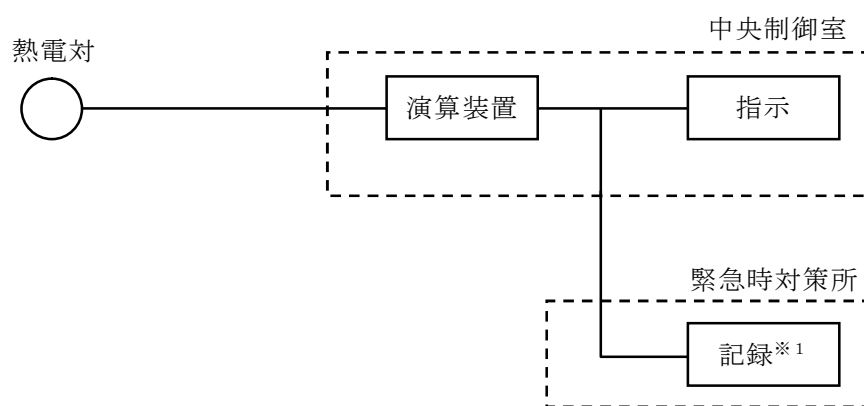 中央制御室
熱電対
演算装置
指示
緊急時対策所
記録※1